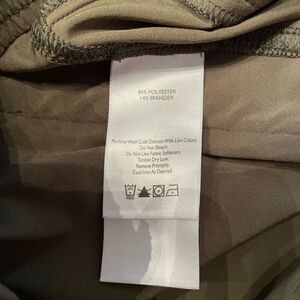 86% POLYESTER
14% SPANDEX
Machine Wash Cold Delicate With Like Colors.
Do Not Bleach.
Do Not Use Fabric Softeners.
Tumble Dry Low.
Remove Promptly.
Cool Iron As Desired.